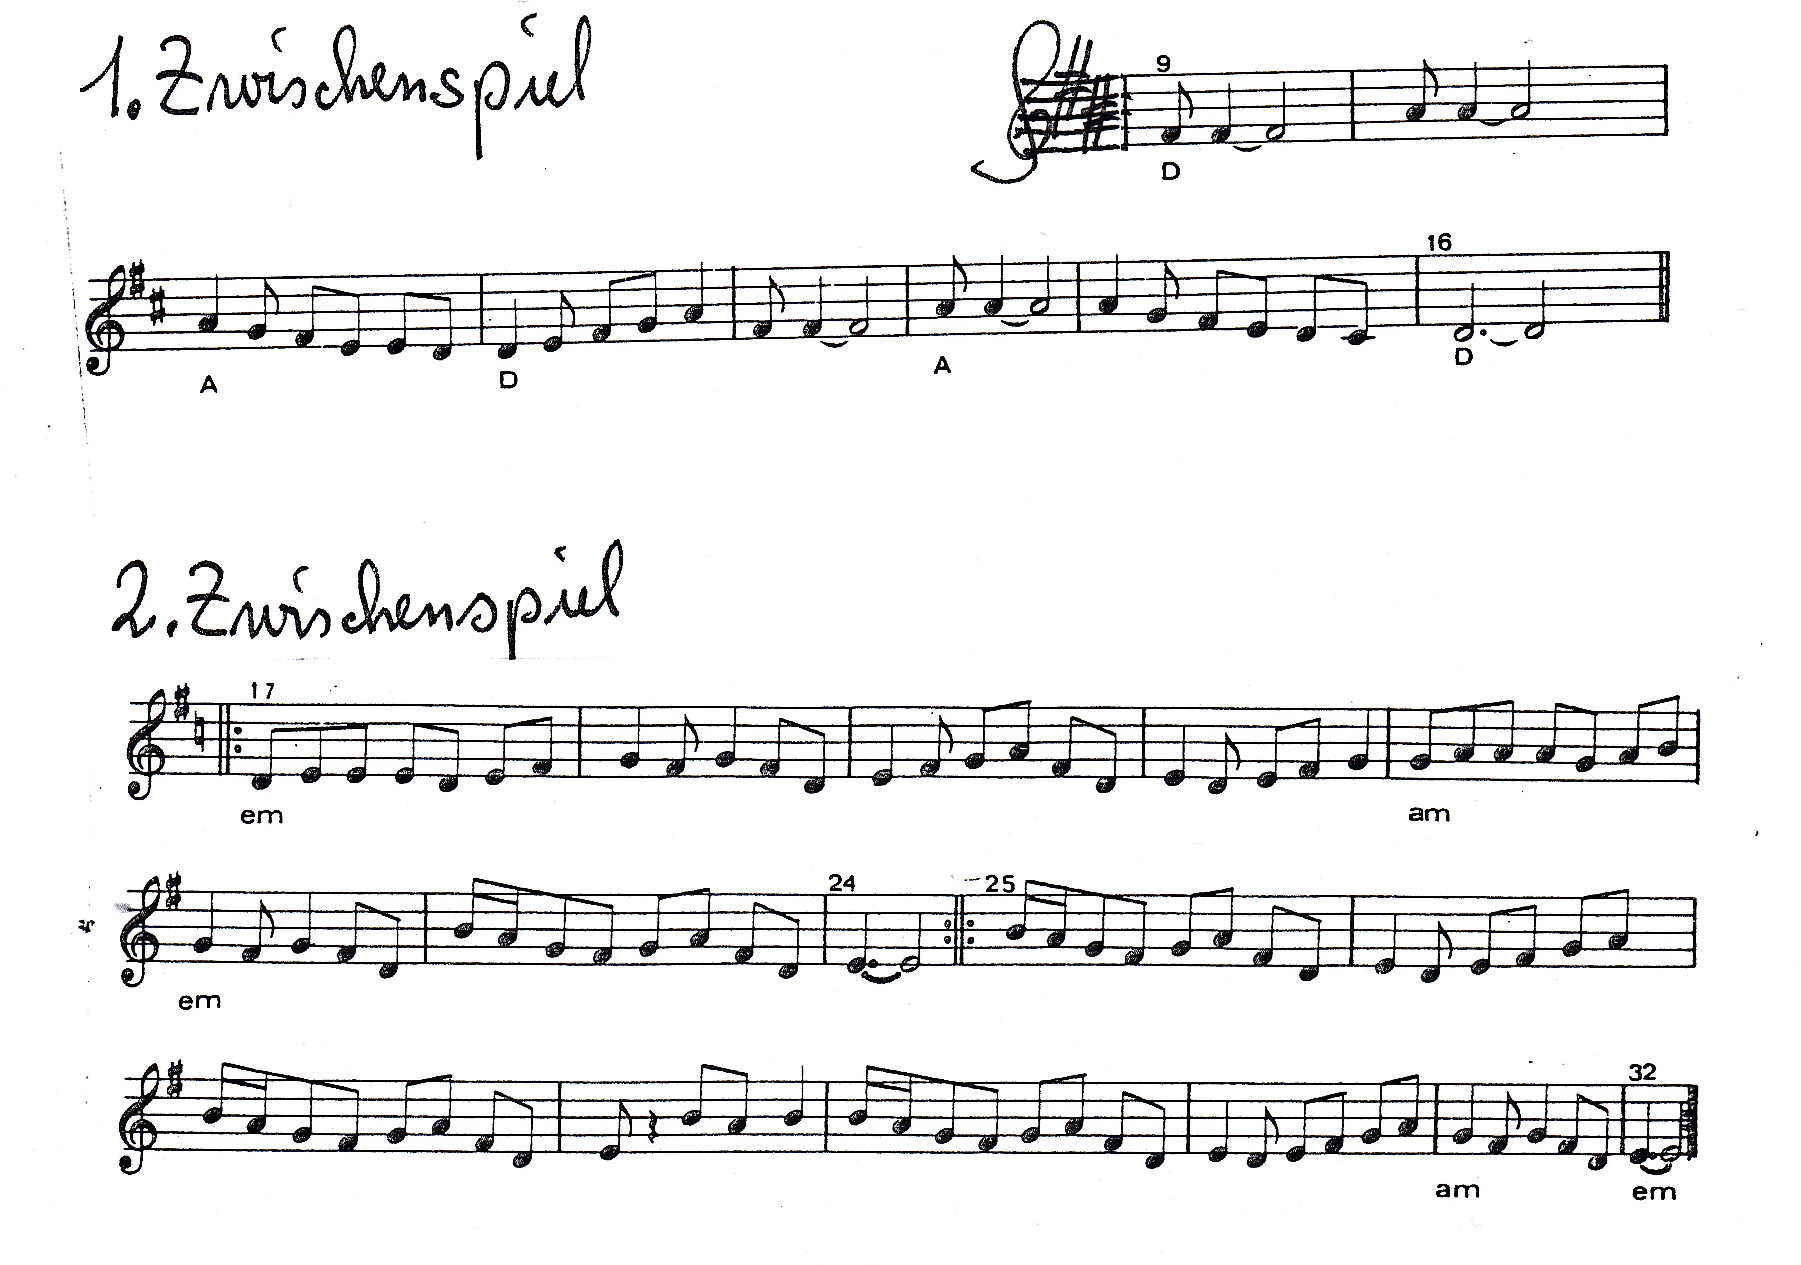 1. Zwischenspiel
9
D
16
A D A D
2. Zwischenspiel
17
em am
24 25
em
32
am em